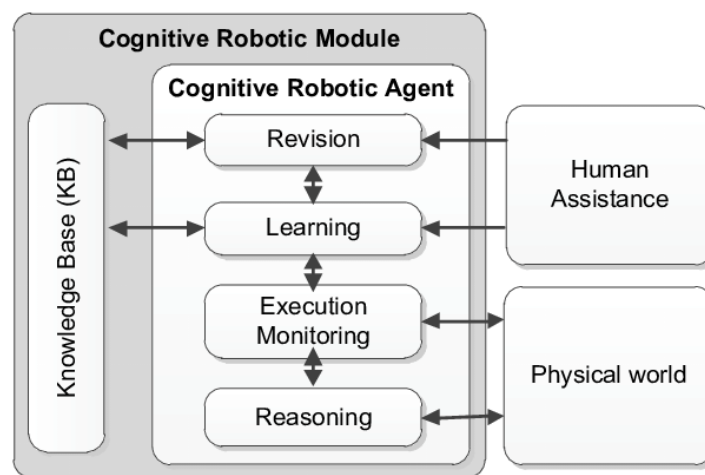 Cognitive Robotic Module
Cognitive Robotic Agent
Knowledge Base (KB)
Revision
Learning
Execution
Monitoring
Reasoning
Human
Assistance
Physical world